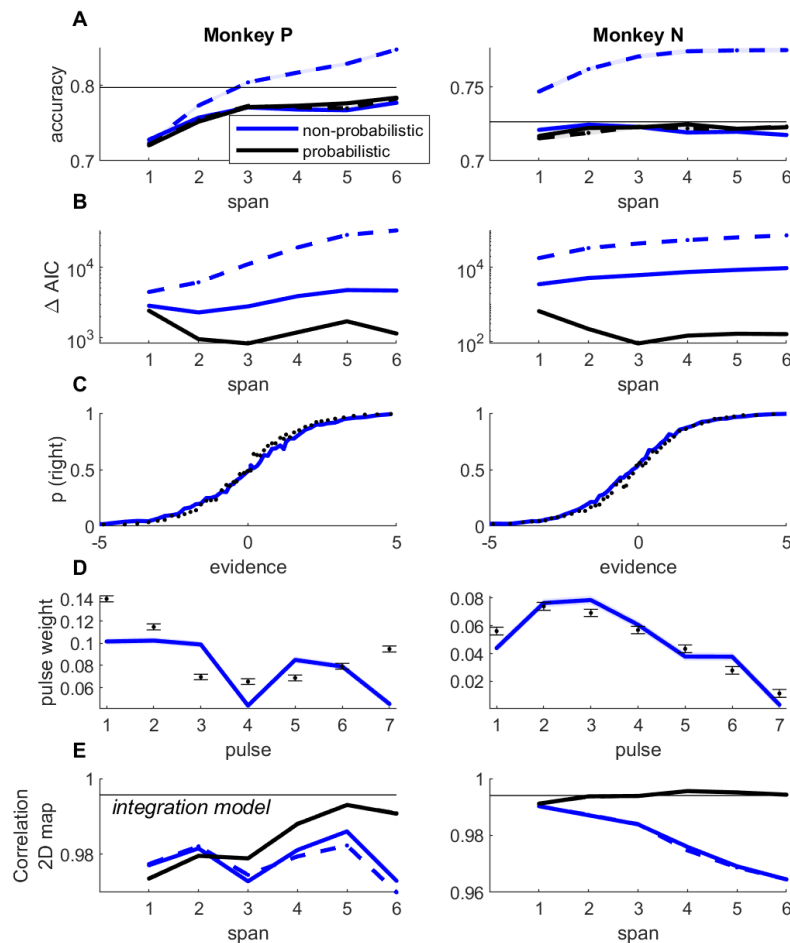 A
Monkey P
Monkey N
accuracy
0.8
0.7
non-probabilistic
probabilistic
1 2 3 4 5 6
span
0.75
0.7
1 2 3 4 5 6
span
B
Δ AIC
10^4
10^3
1 2 3 4 5 6
span
10^4
10^2
1 2 3 4 5 6
span
C
p (right)
1
0.5
0
-5 0 5
evidence
1
0.5
0
-5 0 5
evidence
D
pulse weight
0.14
0.1
0.08
0.06
1 2 3 4 5 6 7
pulse
0.08
0.06
0.04
0.02
1 2 3 4 5 6 7
pulse
E
Correlation
2D map
1
0.98
integration model
1 2 3 4 5 6
span
1
0.98
0.96
1 2 3 4 5 6
span